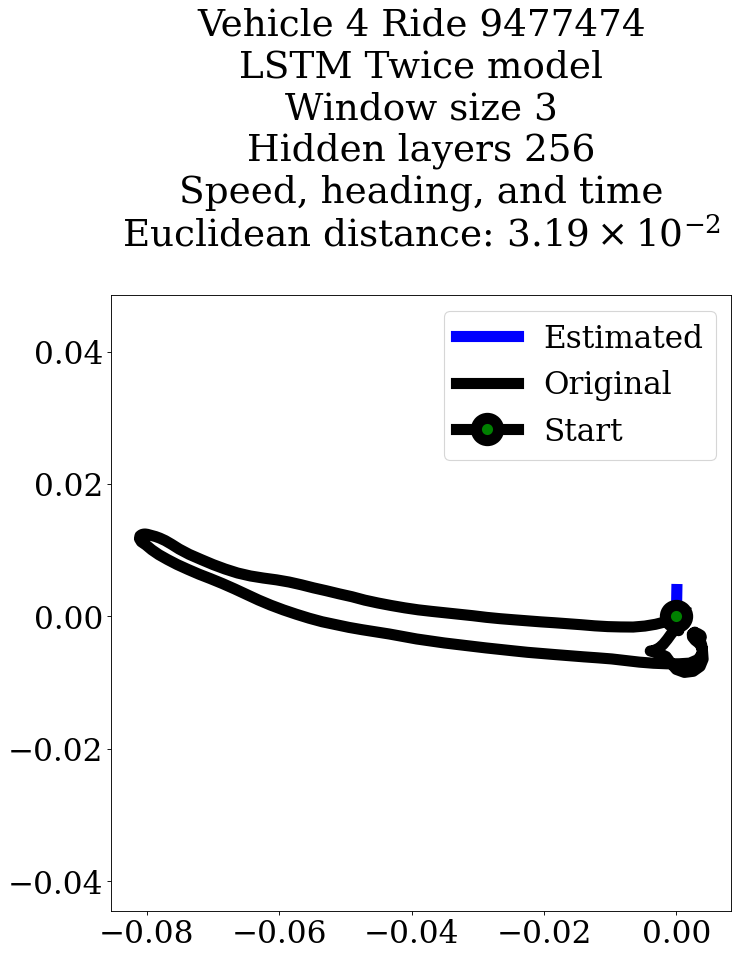 Vehicle 4 Ride 9477474
LSTM Twice model
Window size 3
Hidden layers 256
Speed, heading, and time
Euclidean distance: 3.19 × 10⁻²
Estimated
Original
Start
0.04
0.02
0.00
−0.02
−0.04
−0.08 −0.06 −0.04 −0.02 0.00